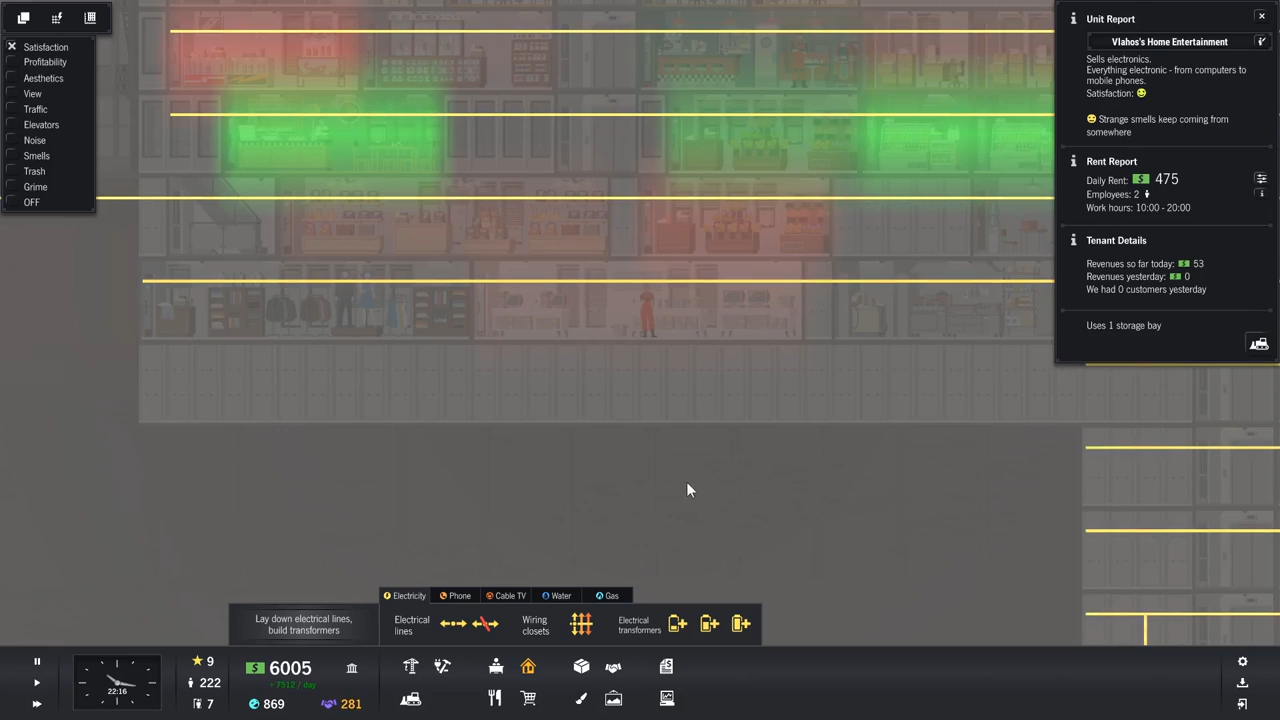 Satisfaction
Profitability
Aesthetics
View
Traffic
Elevators
Noise
Smells
Trash
Grime
OFF
Unit Report
Vlahos's Home Entertainment
Sells electronics.
Everything electronic - from computers to
mobile phones.
Satisfaction:
Strange smells keep coming from
somewhere
Rent Report
Daily Rent: $ 475
Employees: 2
Work hours: 10:00 - 20:00
Tenant Details
Revenues so far today: 53
Revenues yesterday: 0
We had 0 customers yesterday
Uses 1 storage bay
Electricity Phone Cable TV Water Gas
Lay down electrical lines,
build transformers
Electrical
lines
Wiring
closets
Electrical
transformers
22:16
9
222
7
$ 6005
+7512 / day
869
281